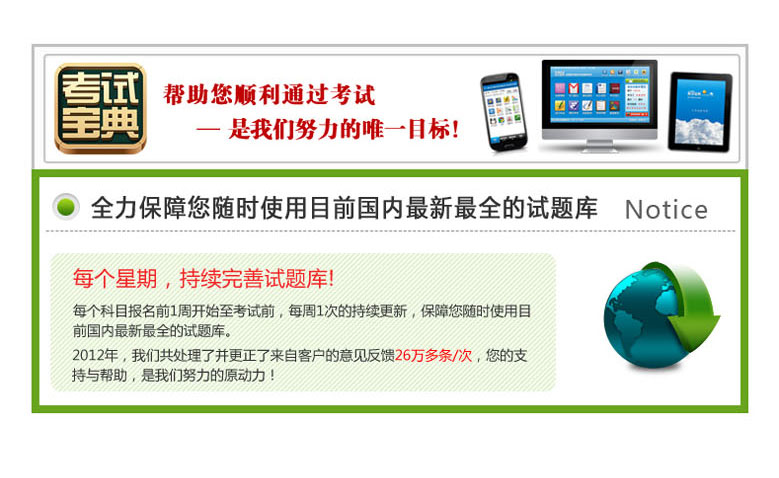 考试
宝典
帮助您顺利通过考试
— 是我们努力的唯一目标!
全力保障您随时使用目前国内最新最全的试题库 Notice
每个星期，持续完善试题库!
每个科目报名前1周开始至考试前，每周1次的持续更新，保障您随时使用目
前国内最新最全的试题库。
2012年，我们共处理了并更正了来自客户的意见反馈26万多条/次，您的支
持与帮助，是我们努力的原动力！